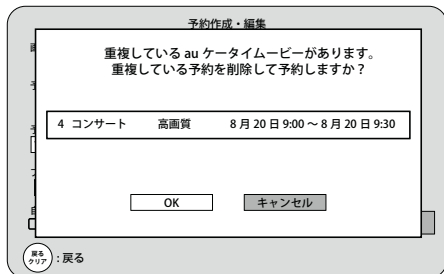 予約作成・編集
重複している au ケータイムービーがあります。
重複している予約を削除して予約しますか？
4 コンサート 高画質 8月20日 9:00 ～ 8月20日 9:30
OK キャンセル
戻る
クリア
：戻る